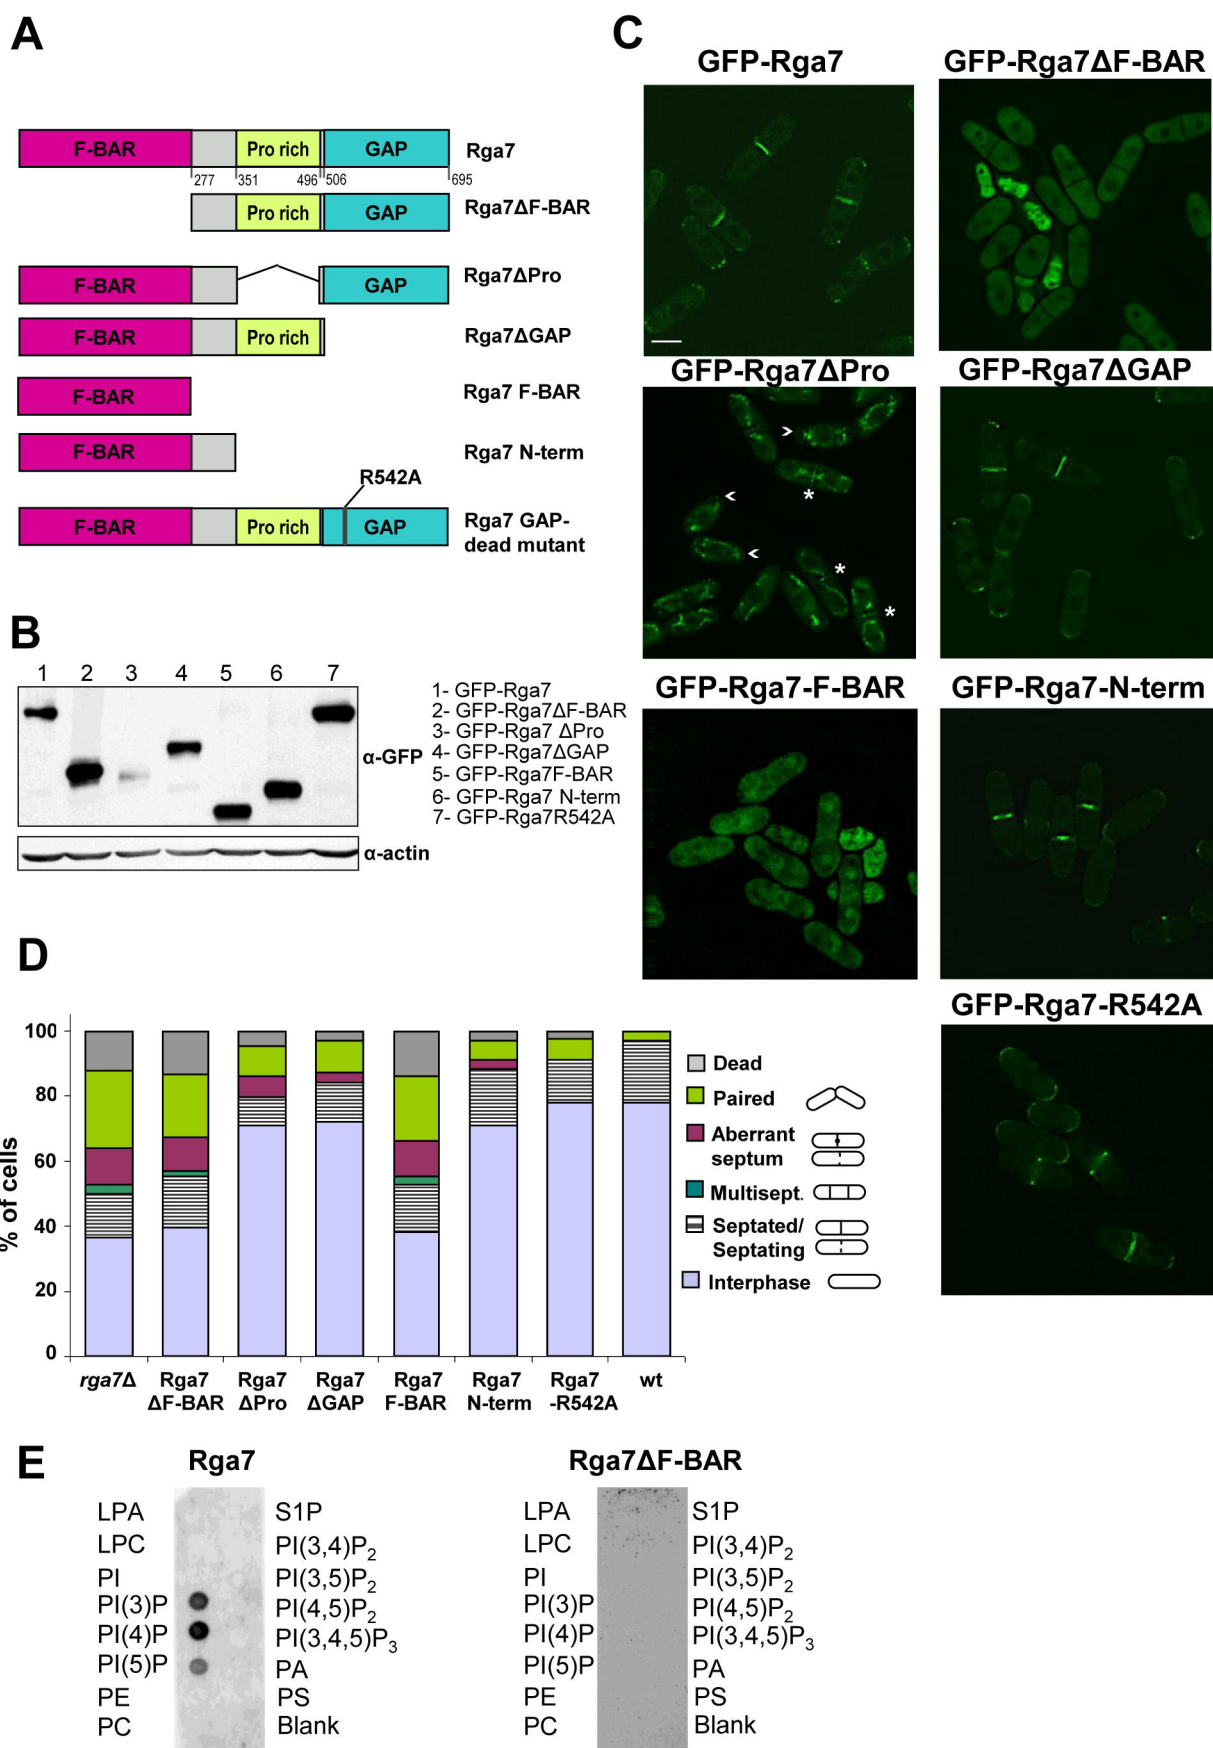 A
F-BAR Pro rich GAP Rga7
277 351 496 506 695
Pro rich GAP Rga7ΔF-BAR
F-BAR GAP Rga7ΔPro
F-BAR Pro rich Rga7ΔGAP
F-BAR Rga7 F-BAR
F-BAR Rga7 N-term
R542A
F-BAR Pro rich GAP Rga7 GAP-
dead mutant
B
1 2 3 4 5 6 7
α-GFP
α-actin
1- GFP-Rga7
2- GFP-Rga7ΔF-BAR
3- GFP-Rga7 ΔPro
4- GFP-Rga7ΔGAP
5- GFP-Rga7F-BAR
6- GFP-Rga7 N-term
7- GFP-Rga7R542A
C
GFP-Rga7 GFP-Rga7ΔF-BAR
GFP-Rga7ΔPro GFP-Rga7ΔGAP
*
*
*
GFP-Rga7-F-BAR GFP-Rga7-N-term
GFP-Rga7-R542A
D
% of cells
100
80
60
40
20
0
rga7Δ
Rga7
ΔF-BAR
Rga7
ΔPro
Rga7
ΔGAP
Rga7
F-BAR
Rga7
N-term
Rga7
-R542A
wt
Dead
Paired
Aberrant
septum
Multisept.
Septated/
Septating
Interphase
E
Rga7
LPA S1P
LPC PI(3,4)P2
PI PI(3,5)P2
PI(3)P PI(4,5)P2
PI(4)P PI(3,4,5)P3
PI(5)P PA
PE PS
PC Blank
Rga7ΔF-BAR
LPA S1P
LPC PI(3,4)P2
PI PI(3,5)P2
PI(3)P PI(4,5)P2
PI(4)P PI(3,4,5)P3
PI(5)P PA
PE PS
PC Blank